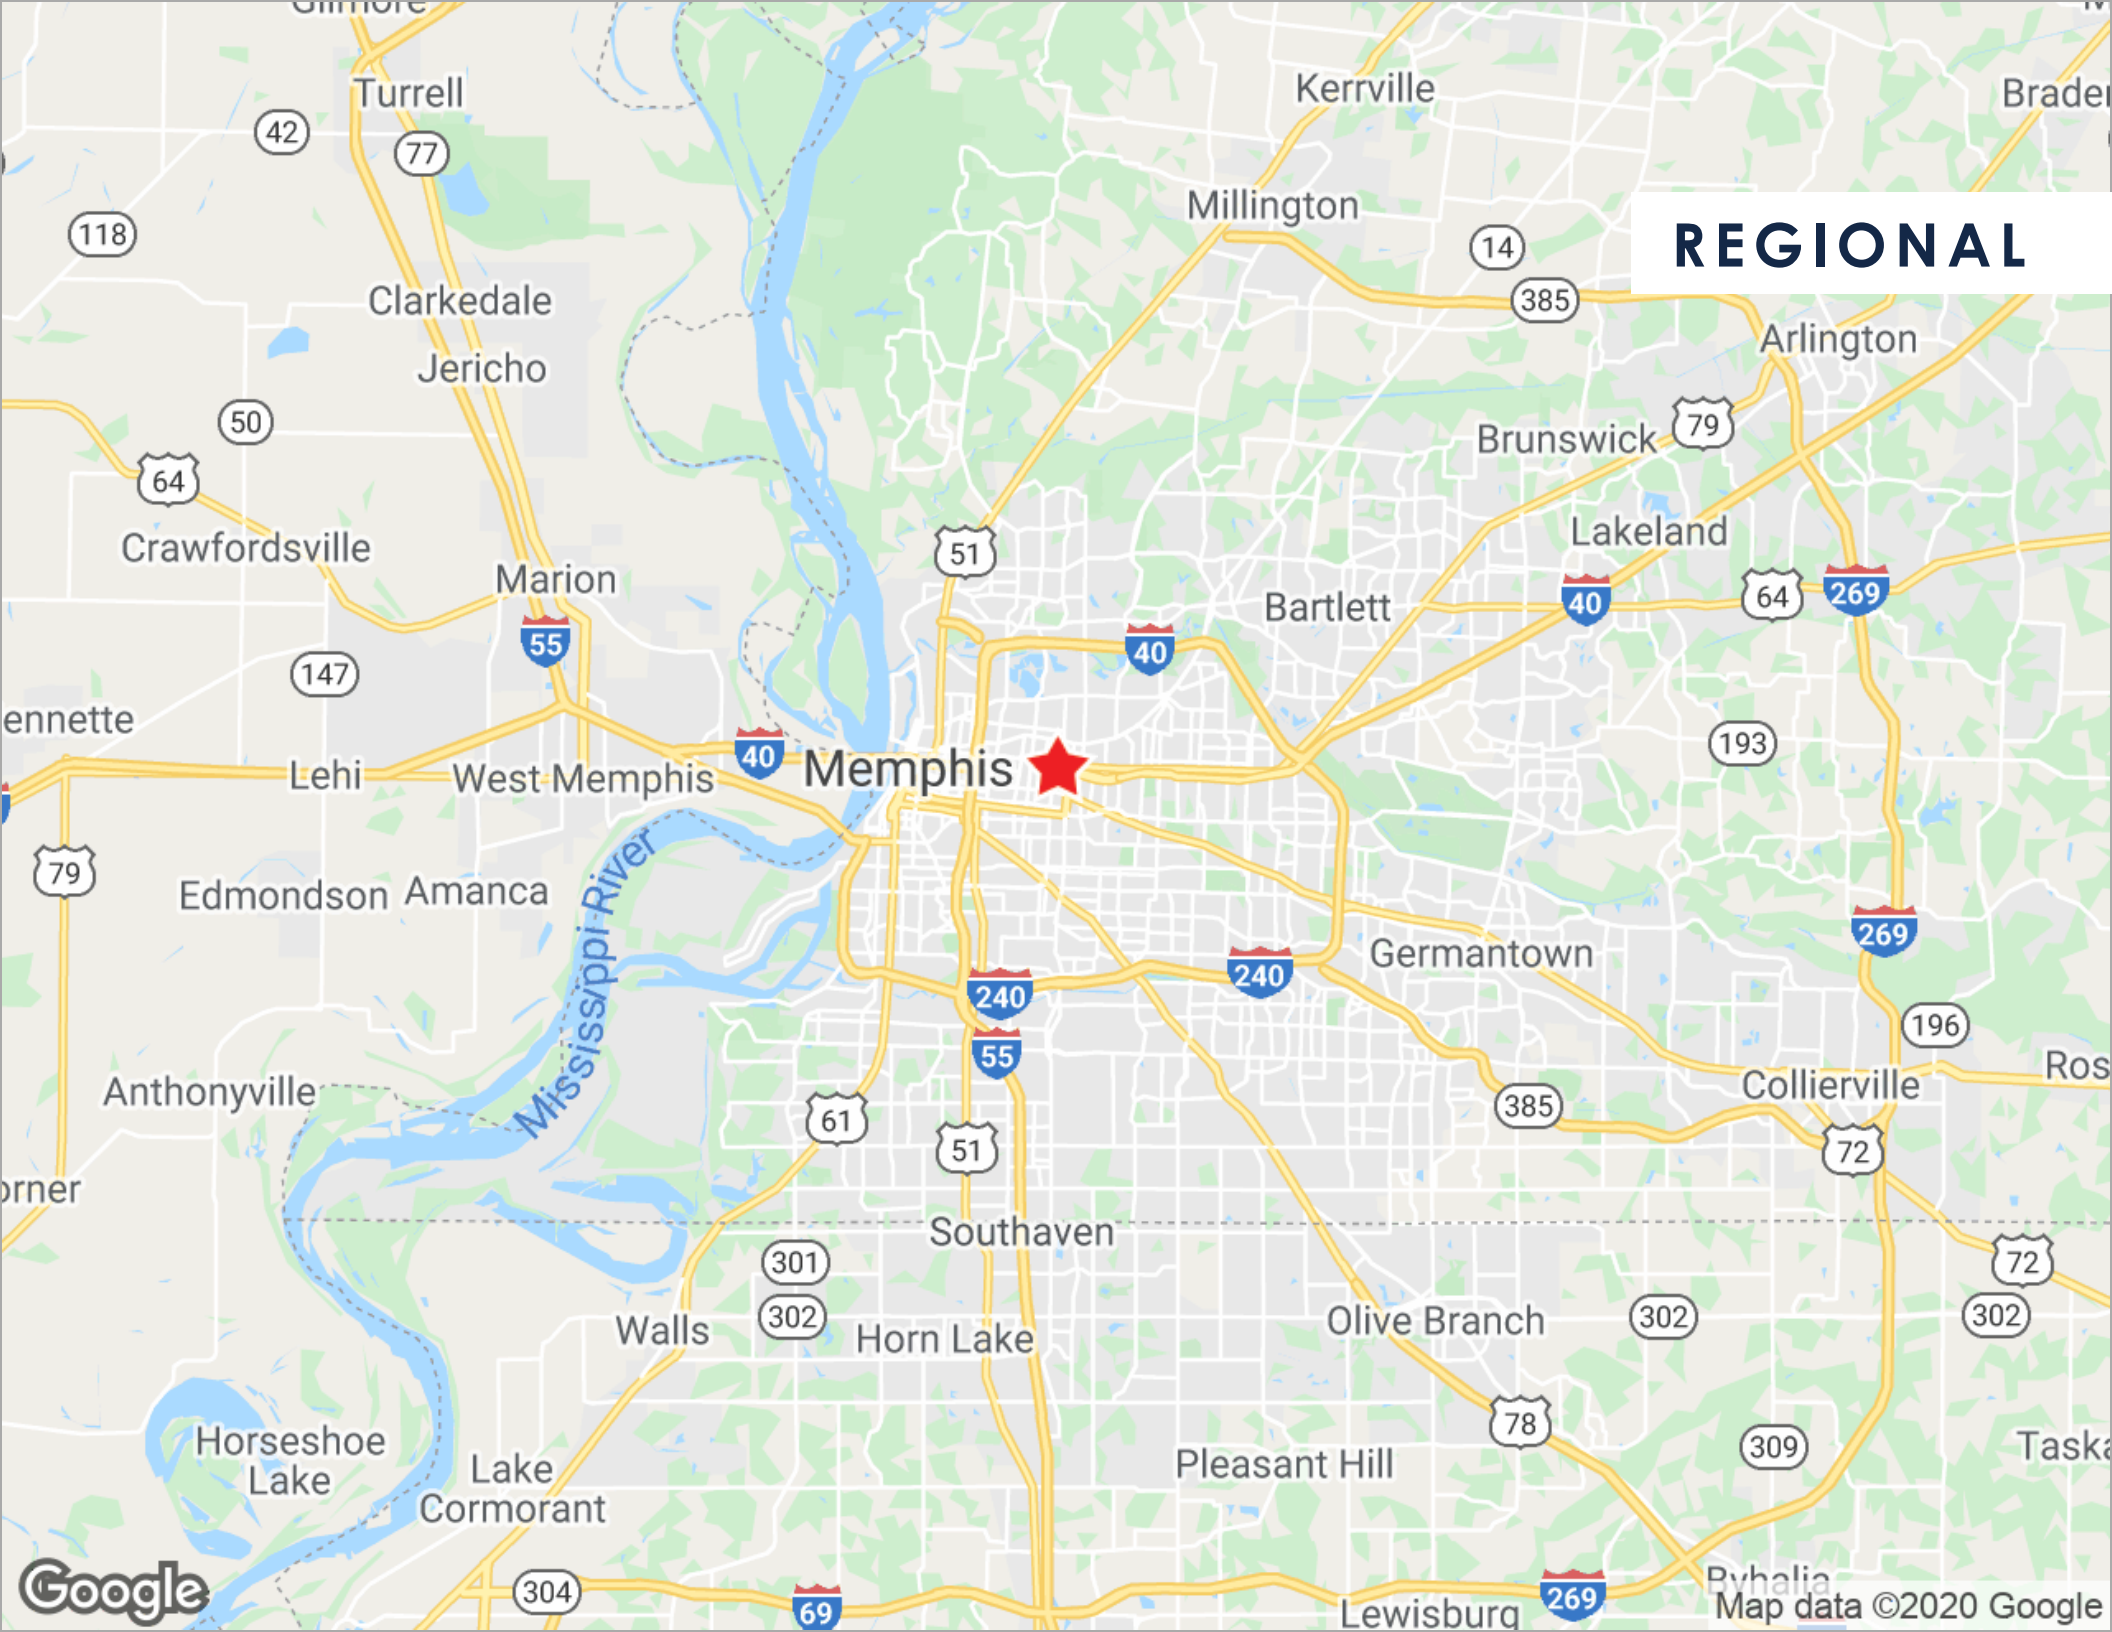 Gilmore
Turrell
Kerrville
42
77
Millington
118
14
REGIONAL
Clarkedale
385
Arlington
Jericho
50
79
Brunswick
64
Lakeland
Crawfordsville
51
Marion
40
64
269
Bartlett
55
40
147
ennette
193
40
Memphis
Lehi
West Memphis
79
Mississippi River
Edmondson
Amanca
269
Germantown
240
240
196
55
Ros
Anthonyville
Collierville
385
61
51
72
orner
Southaven
301
72
302
Walls
Horn Lake
Olive Branch
302
302
78
Horseshoe
Lake
309
Taska
Pleasant Hill
Lake
Cormorant
Google
304
69
269
Byhalia
Lewisburg
Map data ©2020 Google